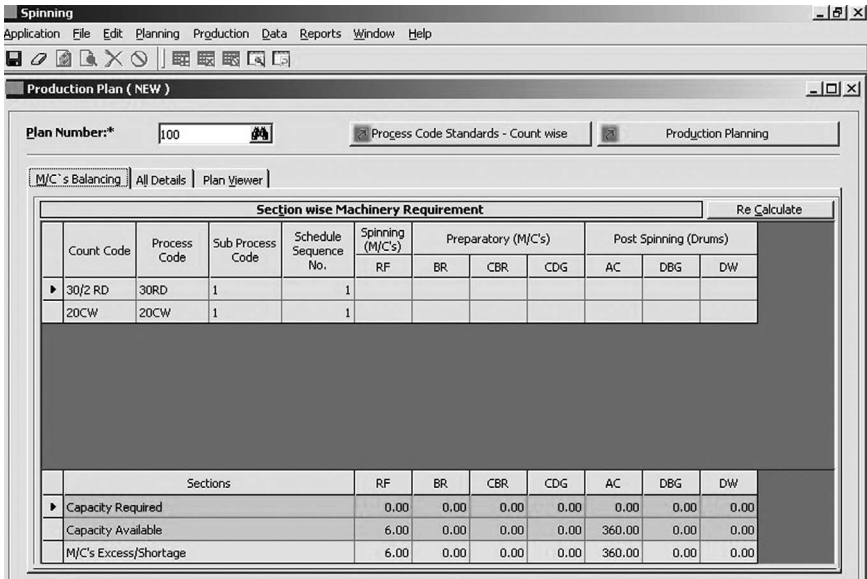 Spinning
Application File Edit Planning Production Data Reports Window Help
Production Plan ( NEW )
Plan Number:* 100 Process Code Standards - Count wise Production Planning
M/C`s Balancing All Details Plan Viewer
Section wise Machinery Requirement Re Calculate
Count Code Process Code Sub Process Code Schedule Sequence No. Spinning (M/C's) Preparatory (M/C's) Post Spinning (Drums)
RF BR CBR CDG AC DBG DW
30/2 RD 30RD 1 1
20CW 20CW 1 1
Sections RF BR CBR CDG AC DBG DW
Capacity Required 0.00 0.00 0.00 0.00 0.00 0.00 0.00
Capacity Available 6.00 0.00 0.00 0.00 360.00 0.00 0.00
M/C's Excess/Shortage 6.00 0.00 0.00 0.00 360.00 0.00 0.00